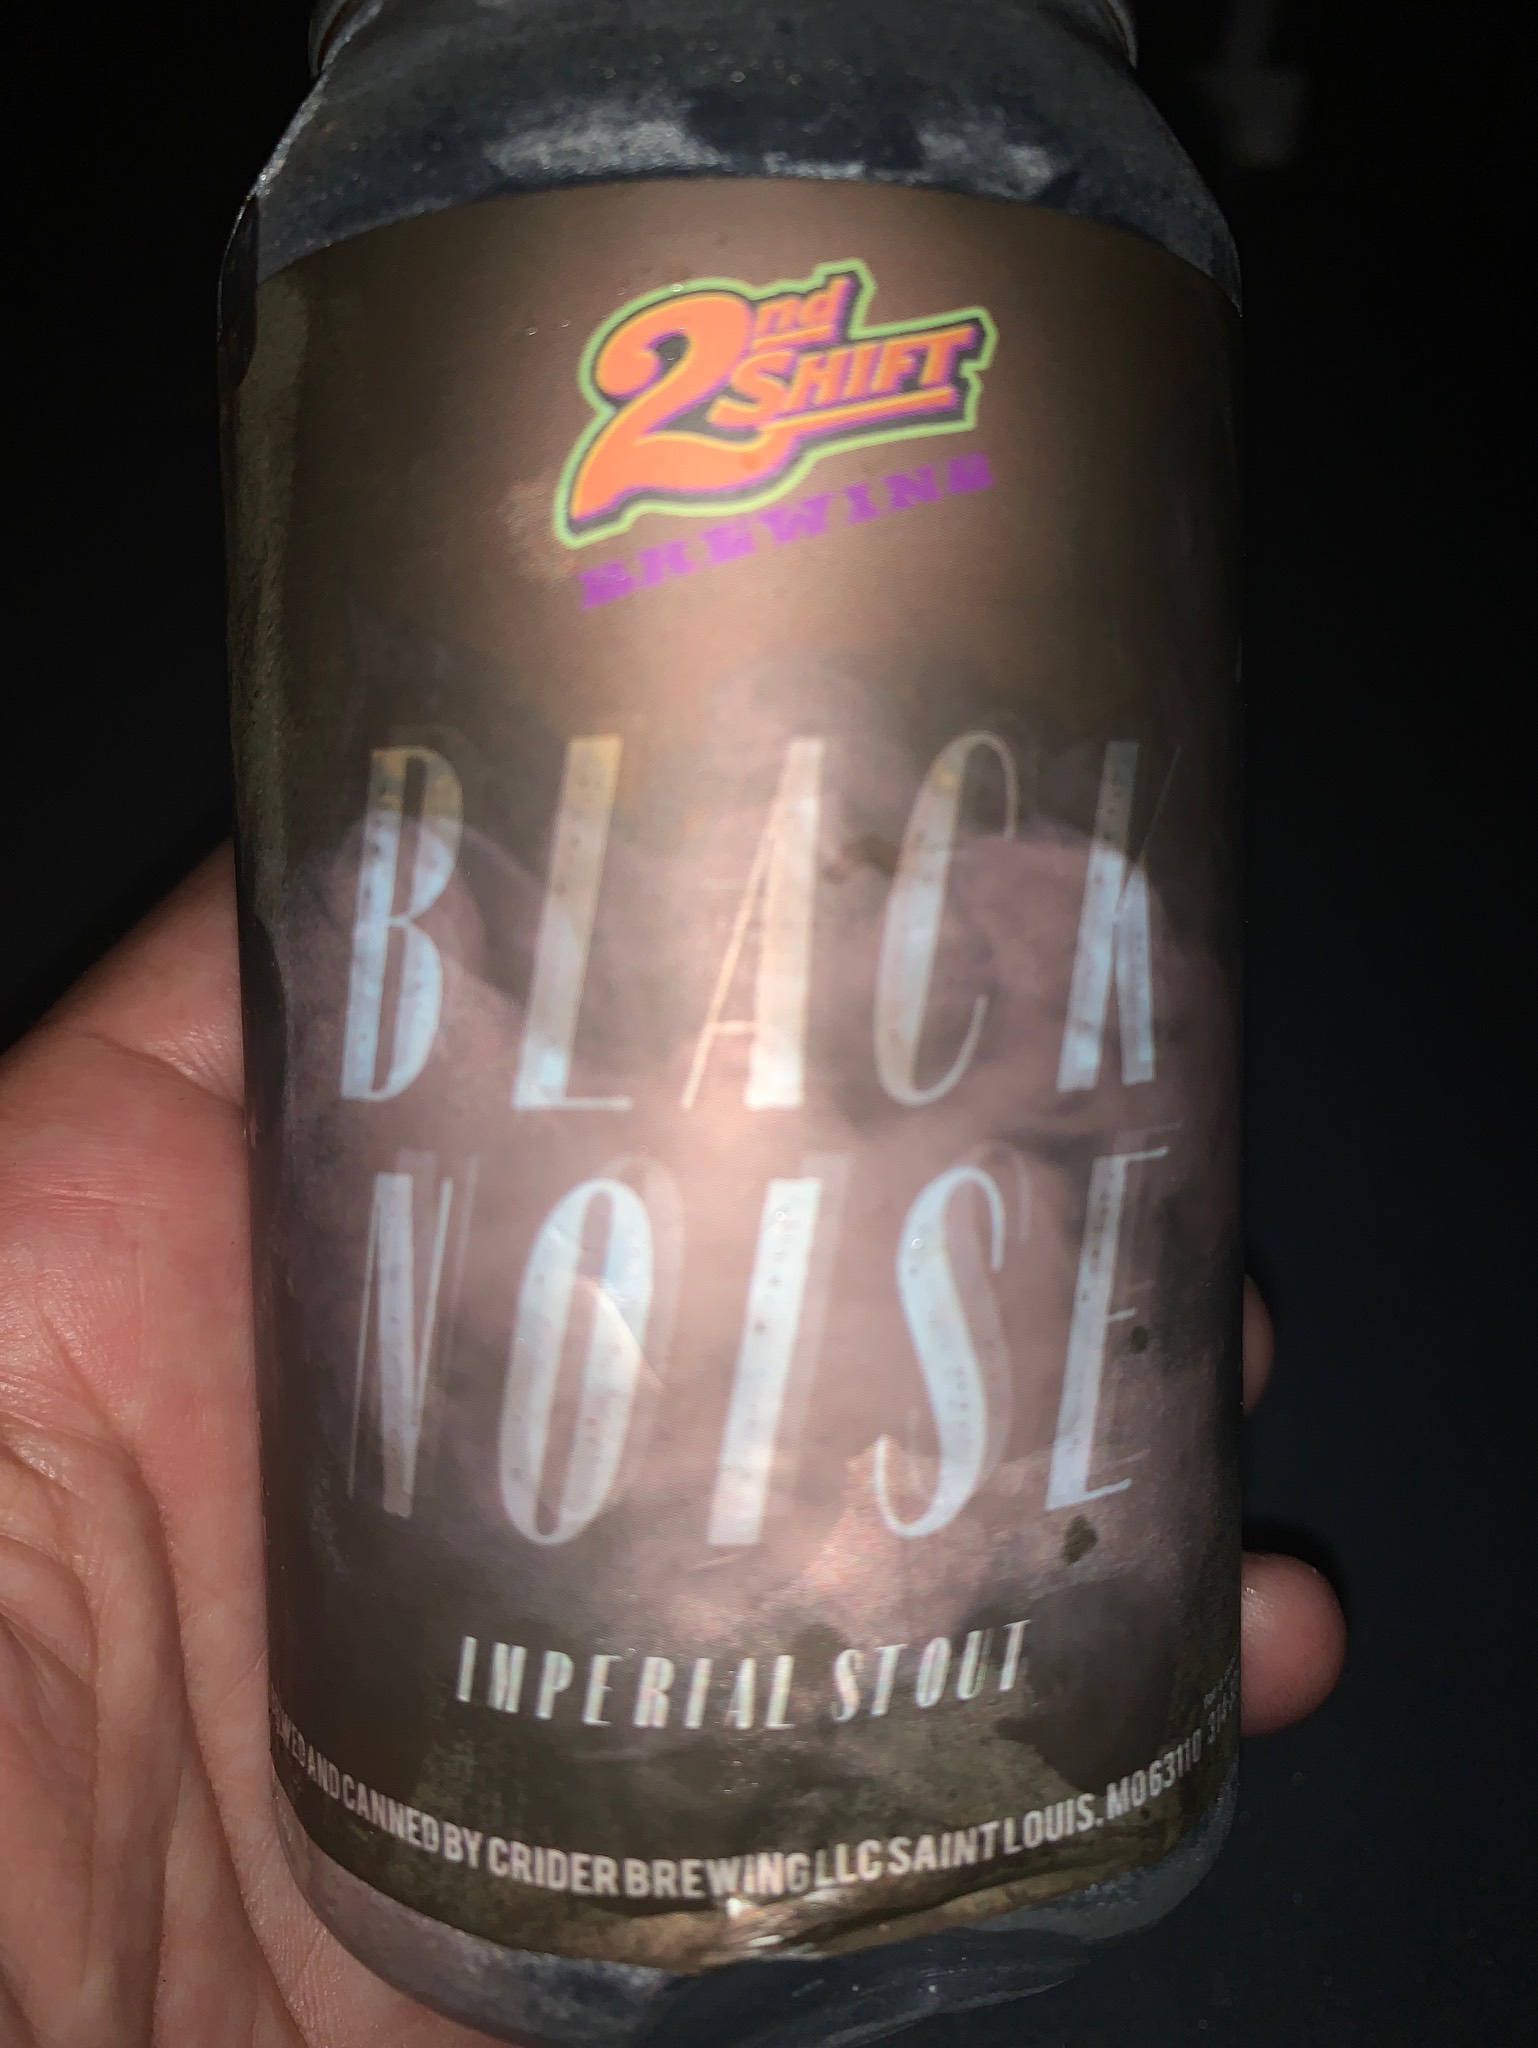 2nd
SHIFT
BREWING
BLACK
NOISE
IMPERIAL STOUT
AND CANNED BY CRIDER BREWING LLC SAINT LOUIS, MO 63110